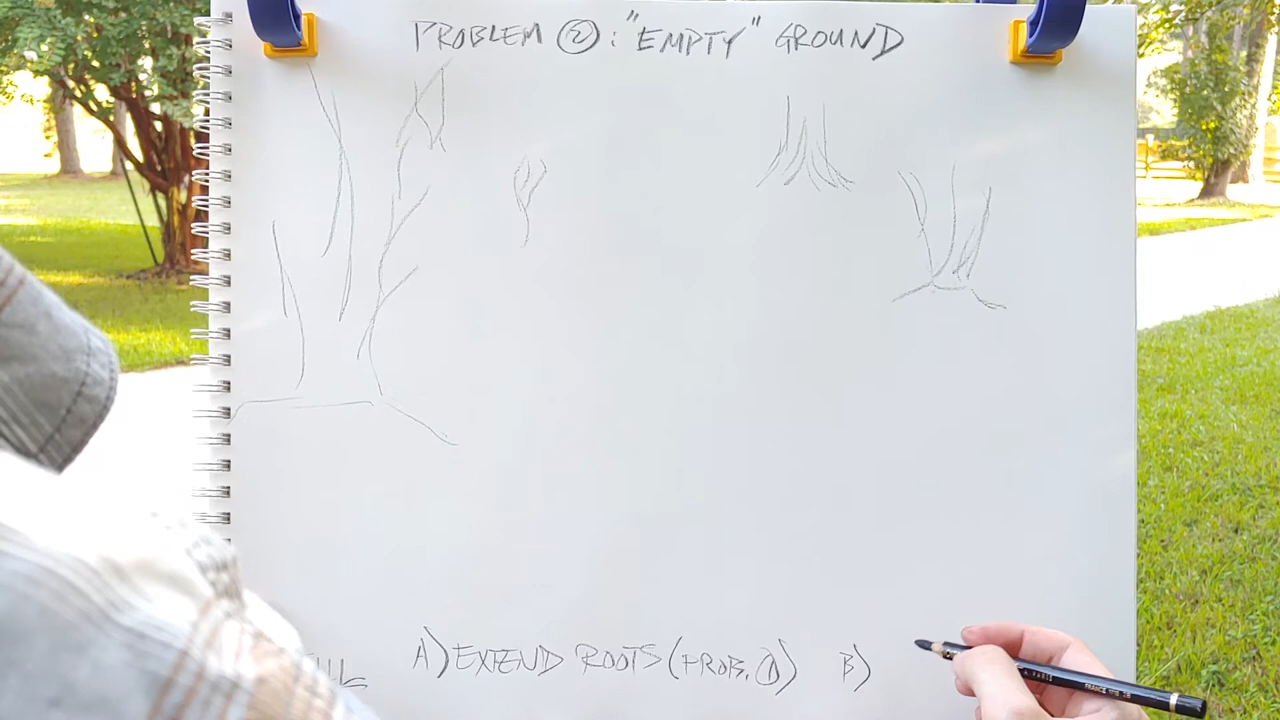 PROBLEM ②: "EMPTY" GROUND
A) EXTEND ROOTS (PROB. ①) B)